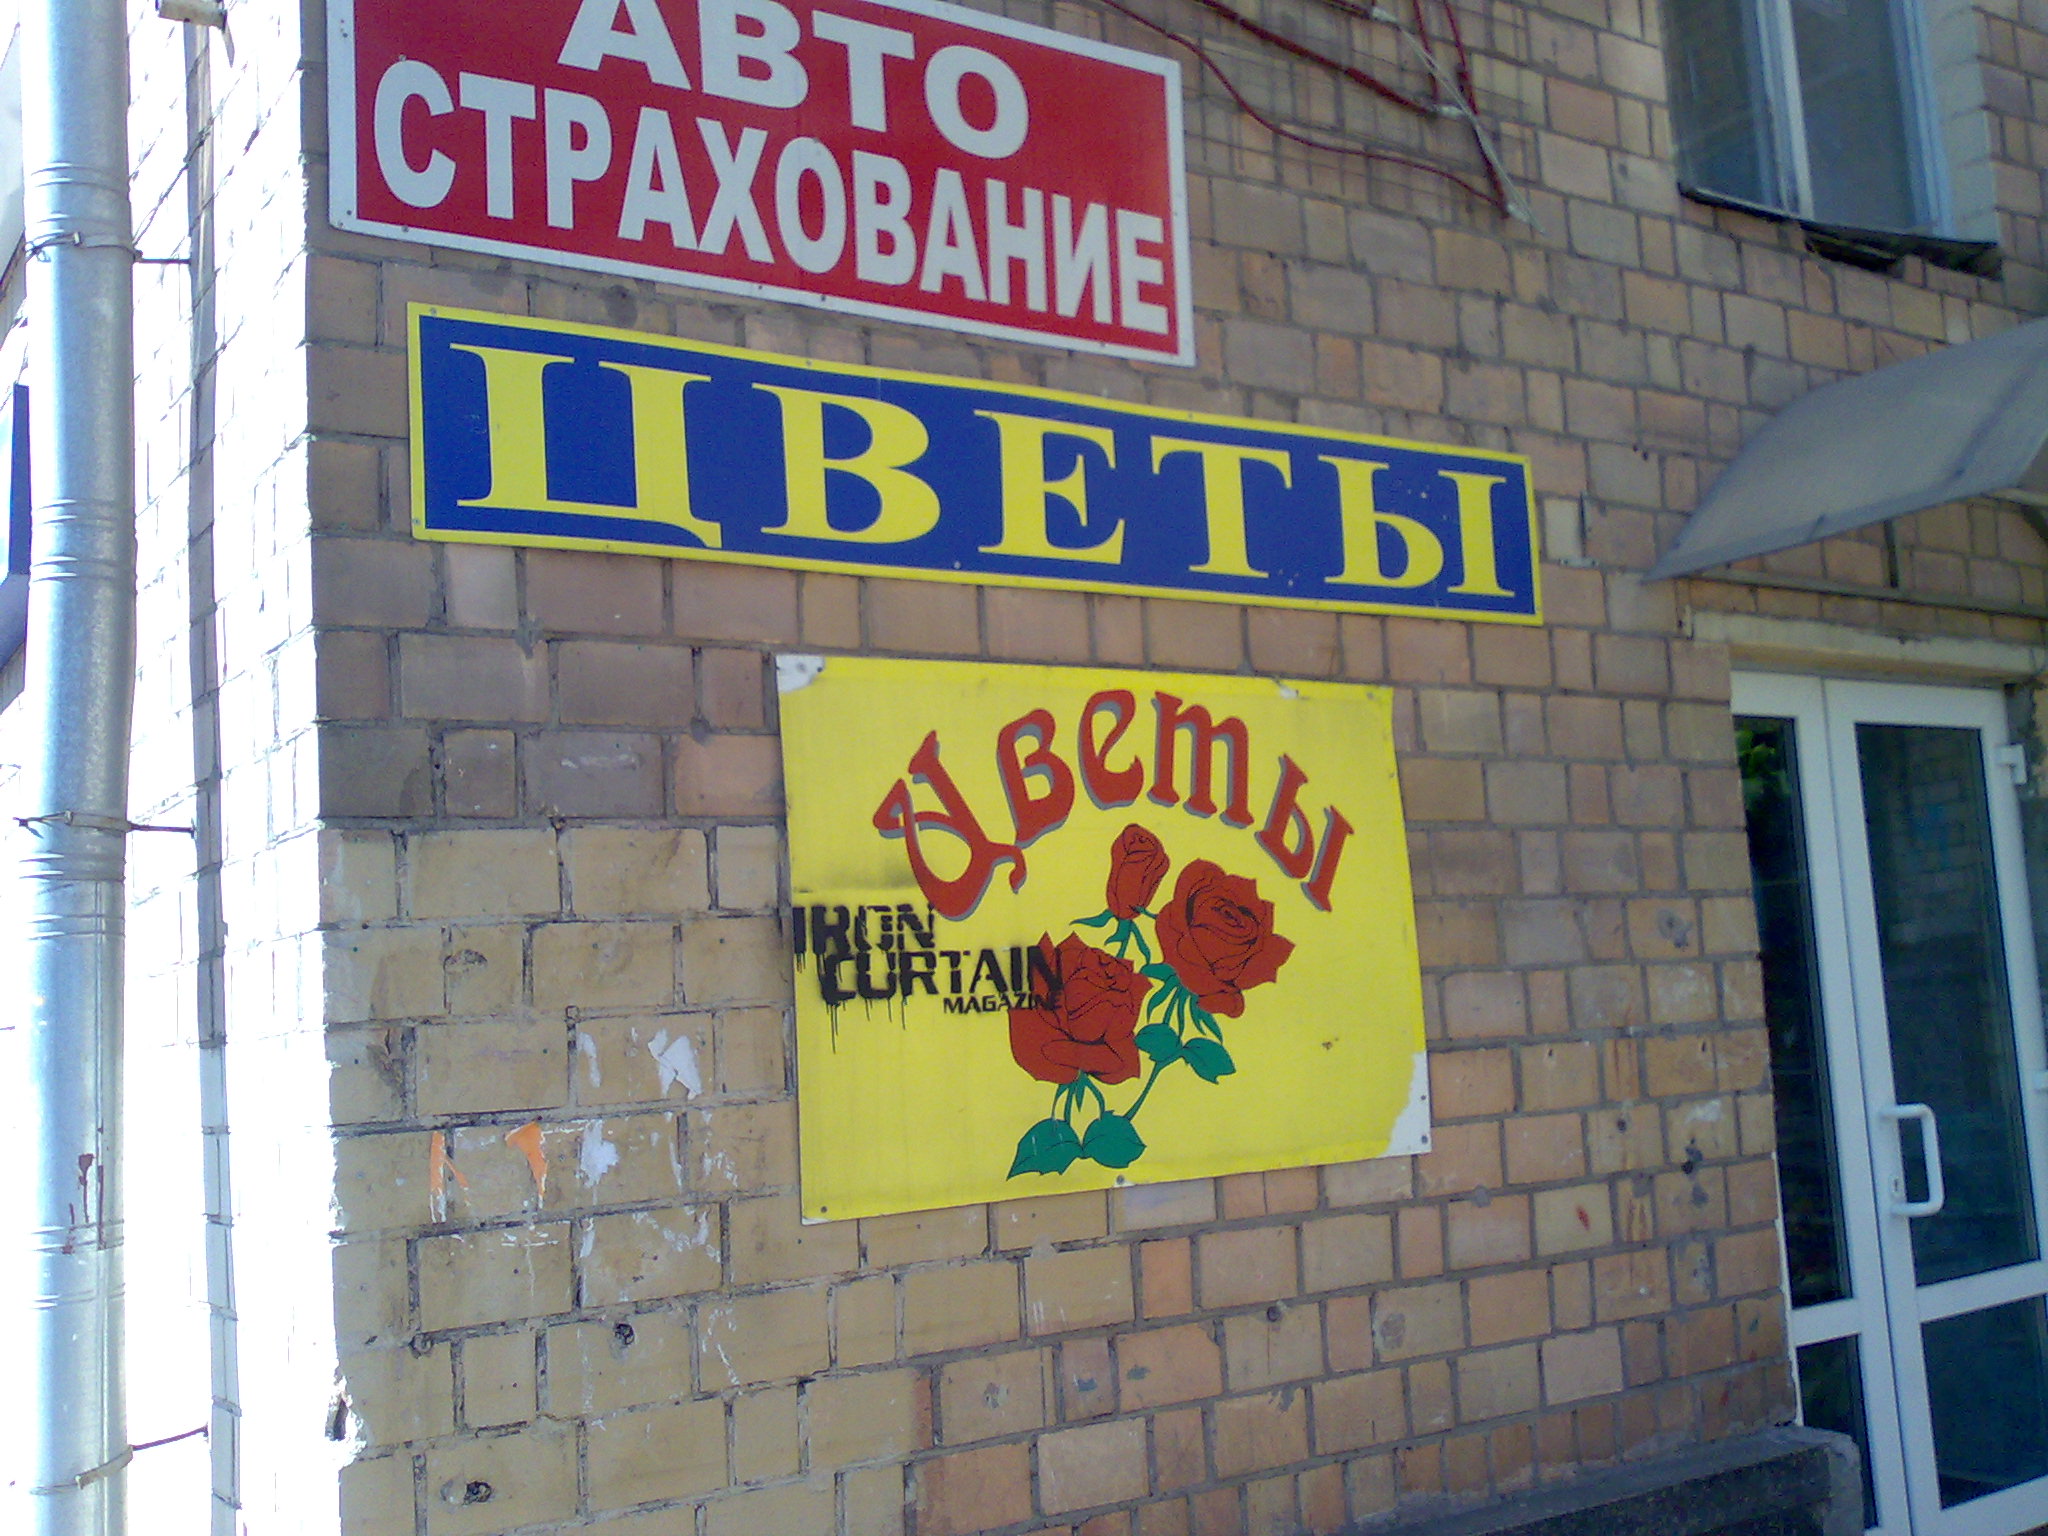 АВТО
СТРАХОВАНИЕ
ЦВЕТЫ
Цветы
IRON
CURTAIN
MAGAZINE